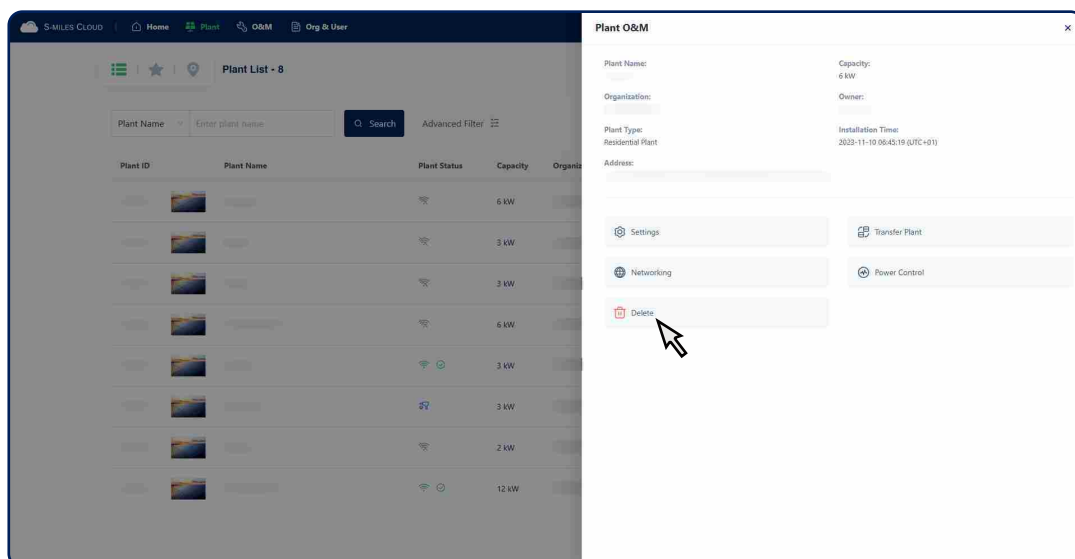 S-MILES CLOUD Home Plant O&M Org & User
Plant List - 8
Plant Name Enter plant name Search Advanced Filter
Plant ID Plant Name Plant Status Capacity
6 kW
3 kW
3 kW
6 kW
3 kW
3 kW
2 kW
12 kW
Plant O&M
Plant Name: Capacity:
6 kW
Organization: Owner:
Plant Type: Installation Time:
Residential Plant 2023-11-10 06:45:19 (UTC+01)
Address:
Settings Transfer Plant
Networking Power Control
Delete